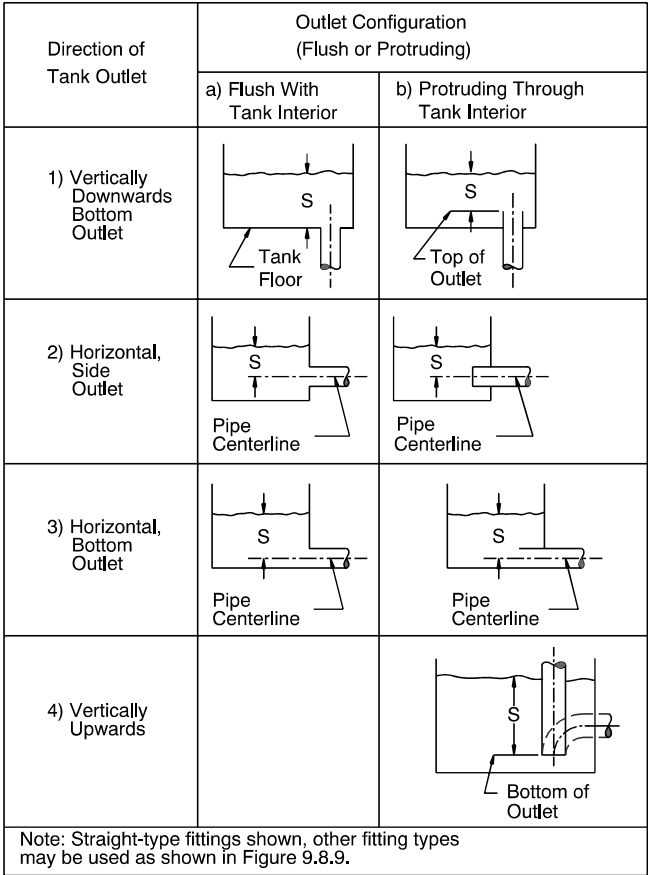 Direction of
Tank Outlet
Outlet Configuration
(Flush or Protruding)
a) Flush With
Tank Interior
b) Protruding Through
Tank Interior
1) Vertically
Downwards
Bottom
Outlet
S
Tank
Floor
S
Top of
Outlet
2) Horizontal,
Side
Outlet
S
Pipe
Centerline
S
Pipe
Centerline
3) Horizontal,
Bottom
Outlet
S
Pipe
Centerline
S
Pipe
Centerline
4) Vertically
Upwards
S
Bottom of
Outlet
Note: Straight-type fittings shown, other fitting types
may be used as shown in Figure 9.8.9.